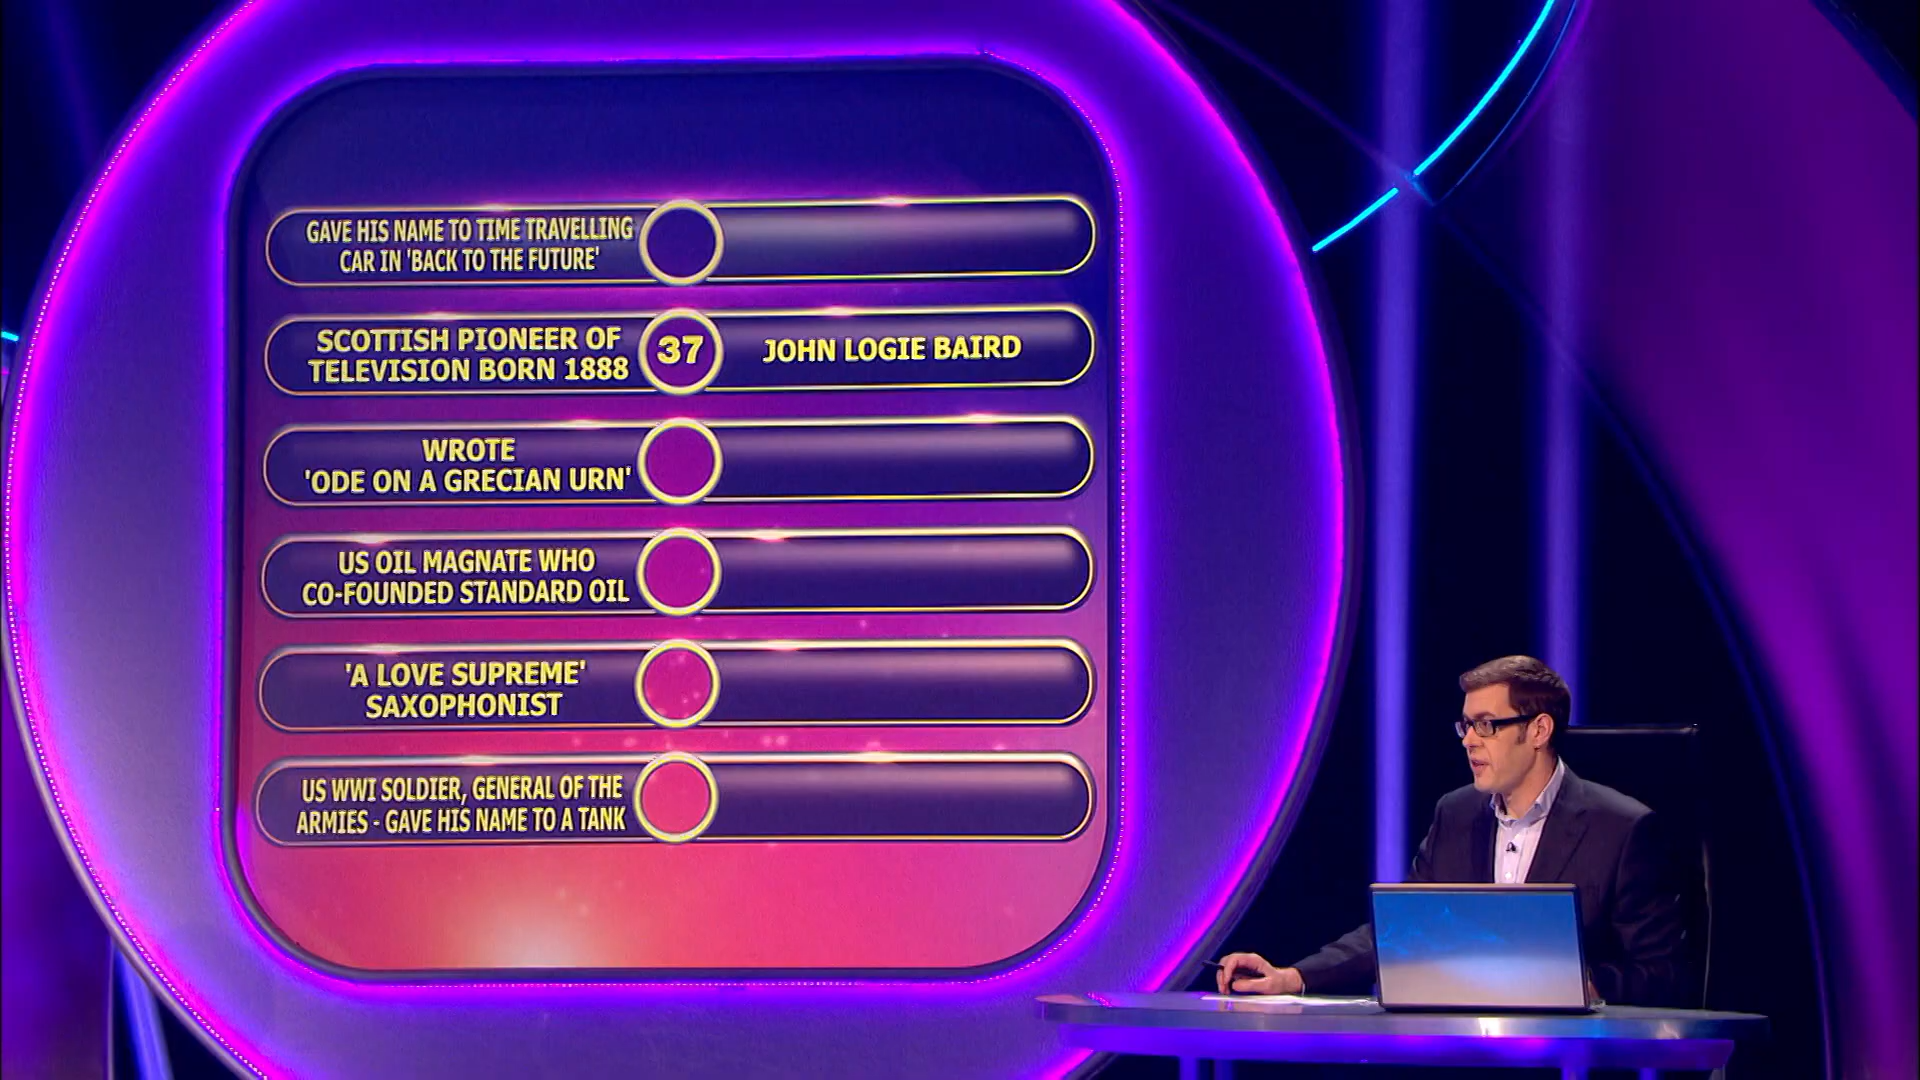 GAVE HIS NAME TO TIME TRAVELLING
CAR IN 'BACK TO THE FUTURE'
SCOTTISH PIONEER OF
TELEVISION BORN 1888
37
JOHN LOGIE BAIRD
WROTE
'ODE ON A GRECIAN URN'
US OIL MAGNATE WHO
CO-FOUNDED STANDARD OIL
'A LOVE SUPREME'
SAXOPHONIST
US WWI SOLDIER, GENERAL OF THE
ARMIES - GAVE HIS NAME TO A TANK